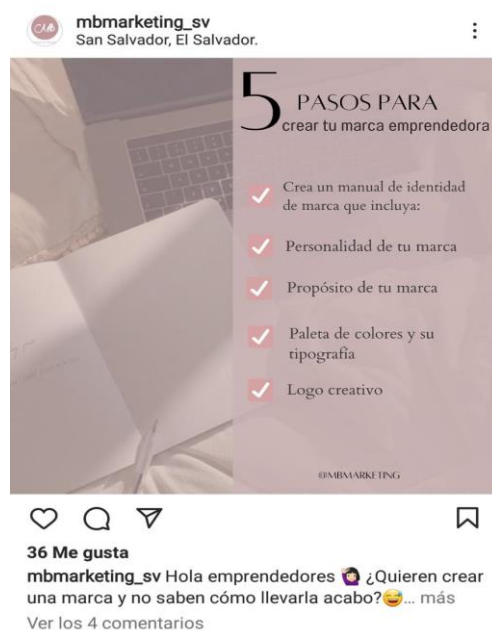 mbmarketing_sv
San Salvador, El Salvador.
5 PASOS PARA
crear tu marca emprendedora
Crea un manual de identidad
de marca que incluya:
Personalidad de tu marca
Propósito de tu marca
Paleta de colores y su
tipografía
Logo creativo
@MBMARKETING
36 Me gusta
mbmarketing_sv Hola emprendedores 🙋🏻‍♀️ ¿Quieren crear
una marca y no saben cómo llevarla acabo?😅... más
Ver los 4 comentarios